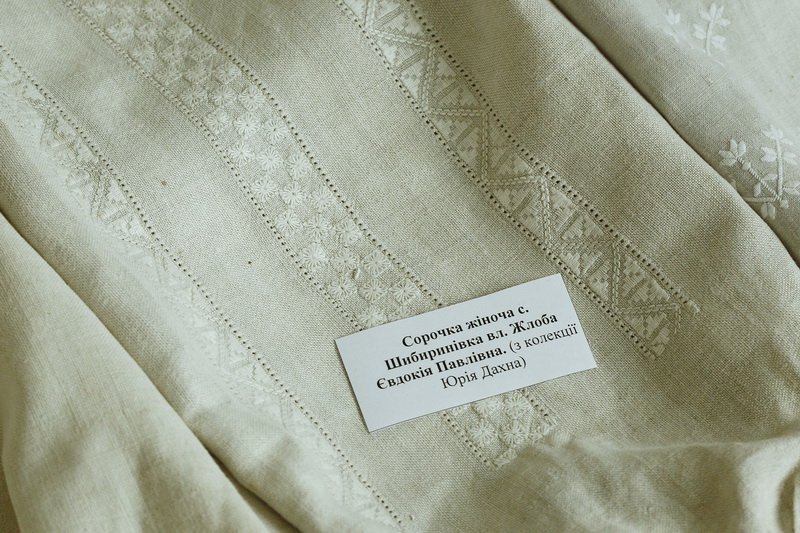 Сорочка жіноча с.
Шибиринівка вл. Жлоба
Євдокія Павлівна. (з колекції
Юрія Дахна)